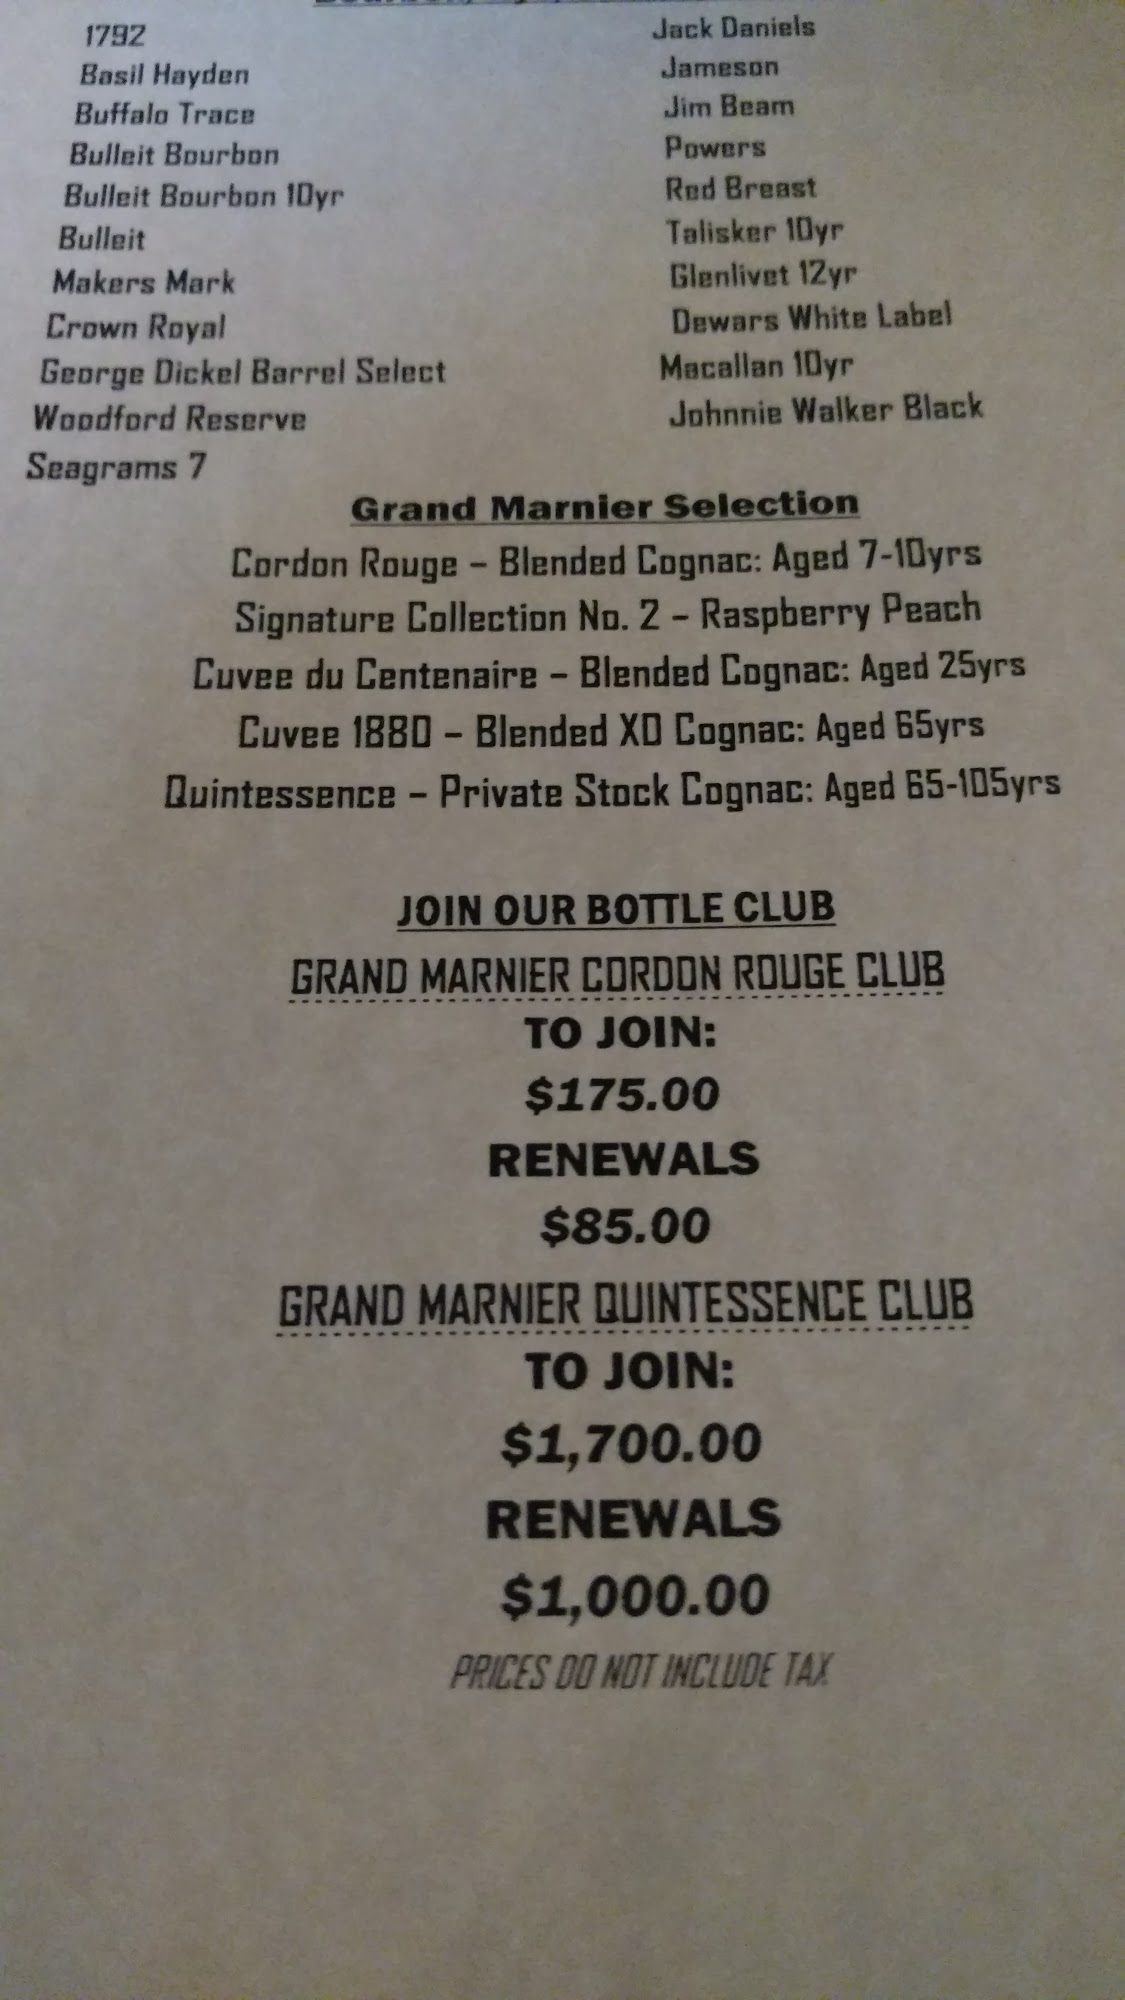 1792
Basil Hayden
Buffalo Trace
Bulleit Bourbon
Bulleit Bourbon 10yr
Bulleit
Makers Mark
Crown Royal
George Dickel Barrel Select
Woodford Reserve
Seagrams 7
Jack Daniels
Jameson
Jim Beam
Powers
Red Breast
Talisker 10yr
Glenlivet 12yr
Dewars White Label
Macallan 10yr
Johnnie Walker Black
Grand Marnier Selection
Cordon Rouge – Blended Cognac: Aged 7-10yrs
Signature Collection No. 2 – Raspberry Peach
Cuvee du Centenaire – Blended Cognac: Aged 25yrs
Cuvee 1880 – Blended XO Cognac: Aged 65yrs
Quintessence – Private Stock Cognac: Aged 65-105yrs
JOIN OUR BOTTLE CLUB
GRAND MARNIER CORDON ROUGE CLUB
TO JOIN:
$175.00
RENEWALS
$85.00
GRAND MARNIER QUINTESSENCE CLUB
TO JOIN:
$1,700.00
RENEWALS
$1,000.00
PRICES DO NOT INCLUDE TAX